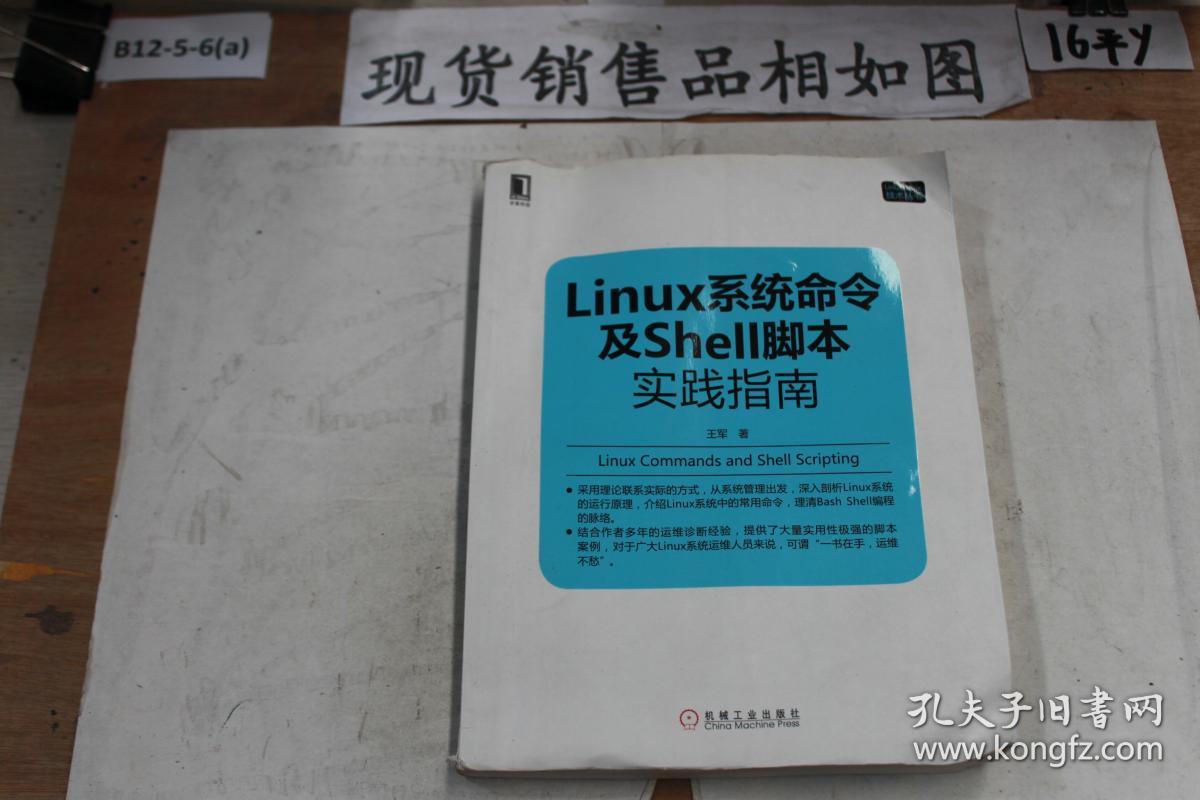 B12-5-6(a)
现货销售品相如图
16平Y
华章科技
技术丛书
Linux系统命令
及Shell脚本
实践指南
王军 著
Linux Commands and Shell Scripting
● 采用理论联系实际的方式，从系统管理出发，深入剖析Linux系统
的运行原理，介绍Linux系统中的常用命令，理清Bash Shell编程
的脉络。
● 结合作者多年的运维诊断经验，提供了大量实用性极强的脚本
案例，对于广大Linux系统运维人员来说，可谓“一书在手，运维
不愁”。
机械工业出版社
China Machine Press
孔夫子旧书网
www.kongfz.com